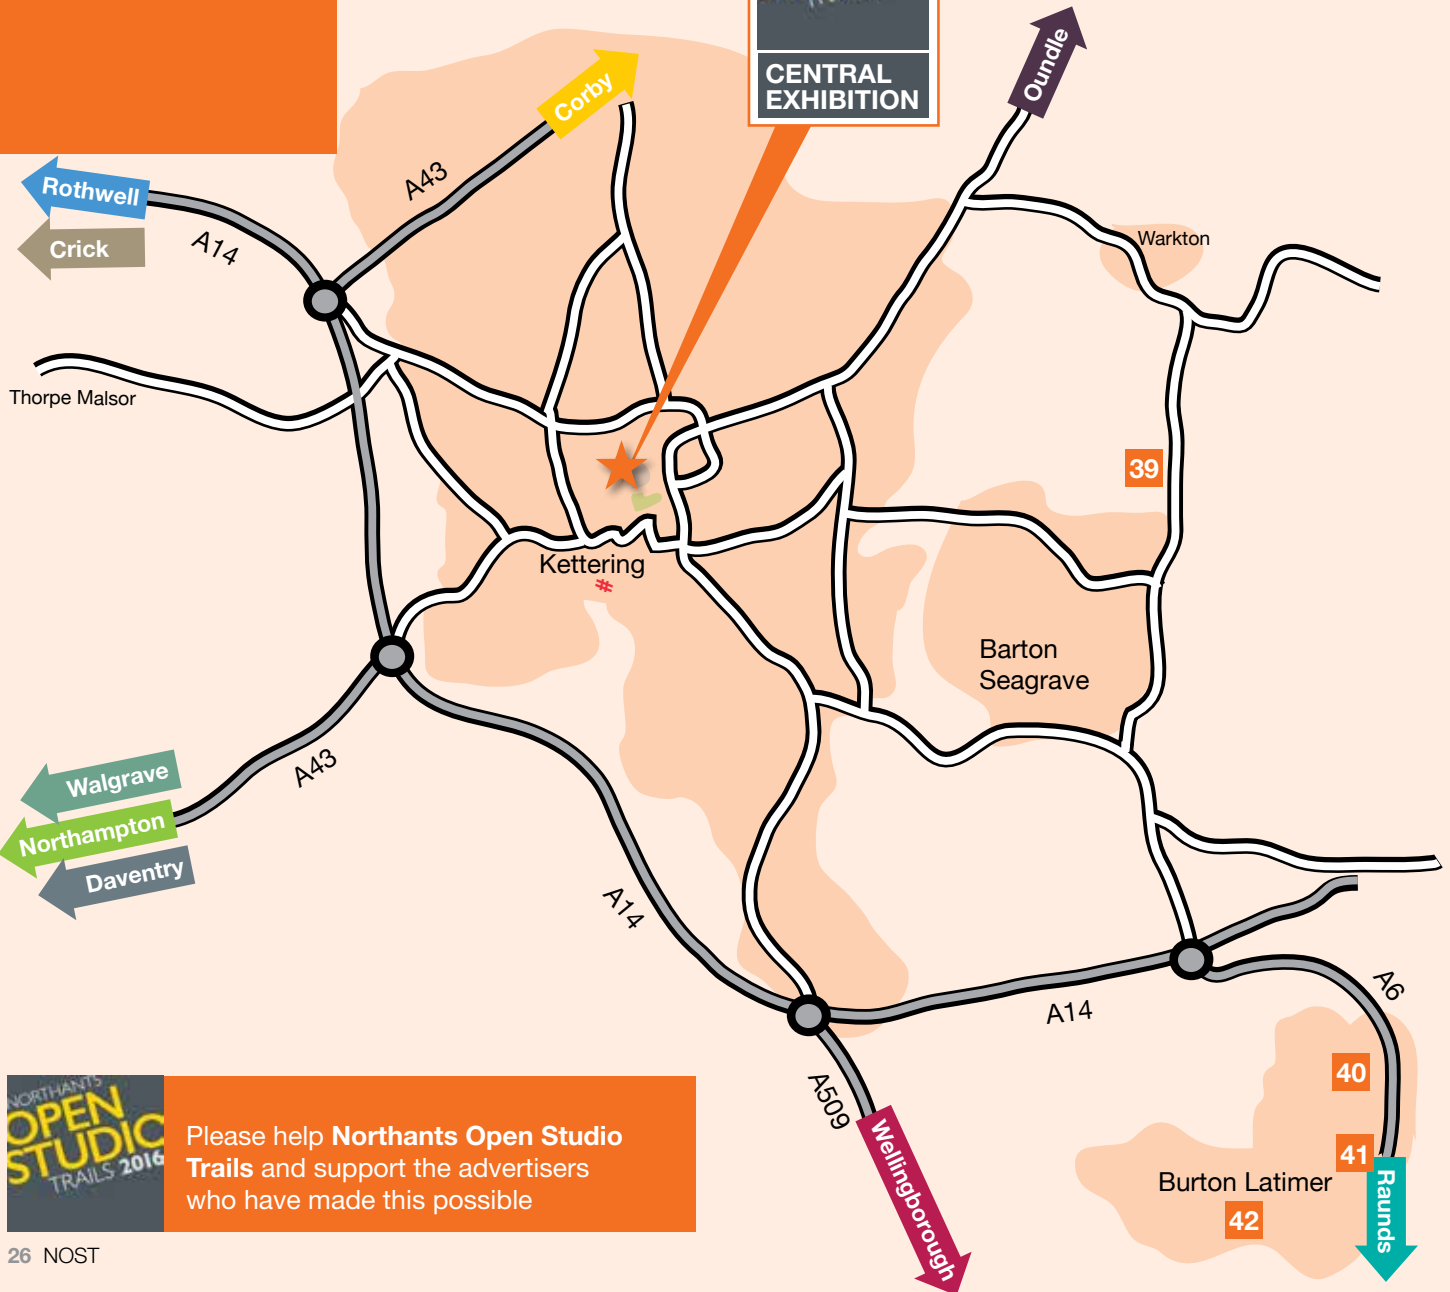 CENTRAL
EXHIBITION
Oundle
Corby
A43
Rothwell
Crick
A14
Warkton
Thorpe Malsor
39
Kettering
Barton
Seagrave
A43
Walgrave
Northampton
Daventry
A14
A14
A6
A509
Wellingborough
40
41
Burton Latimer
42
Raunds
NORTHANTS
OPEN
STUDIO
TRAILS 2016
Please help Northants Open Studio
Trails and support the advertisers
who have made this possible
26 NOST